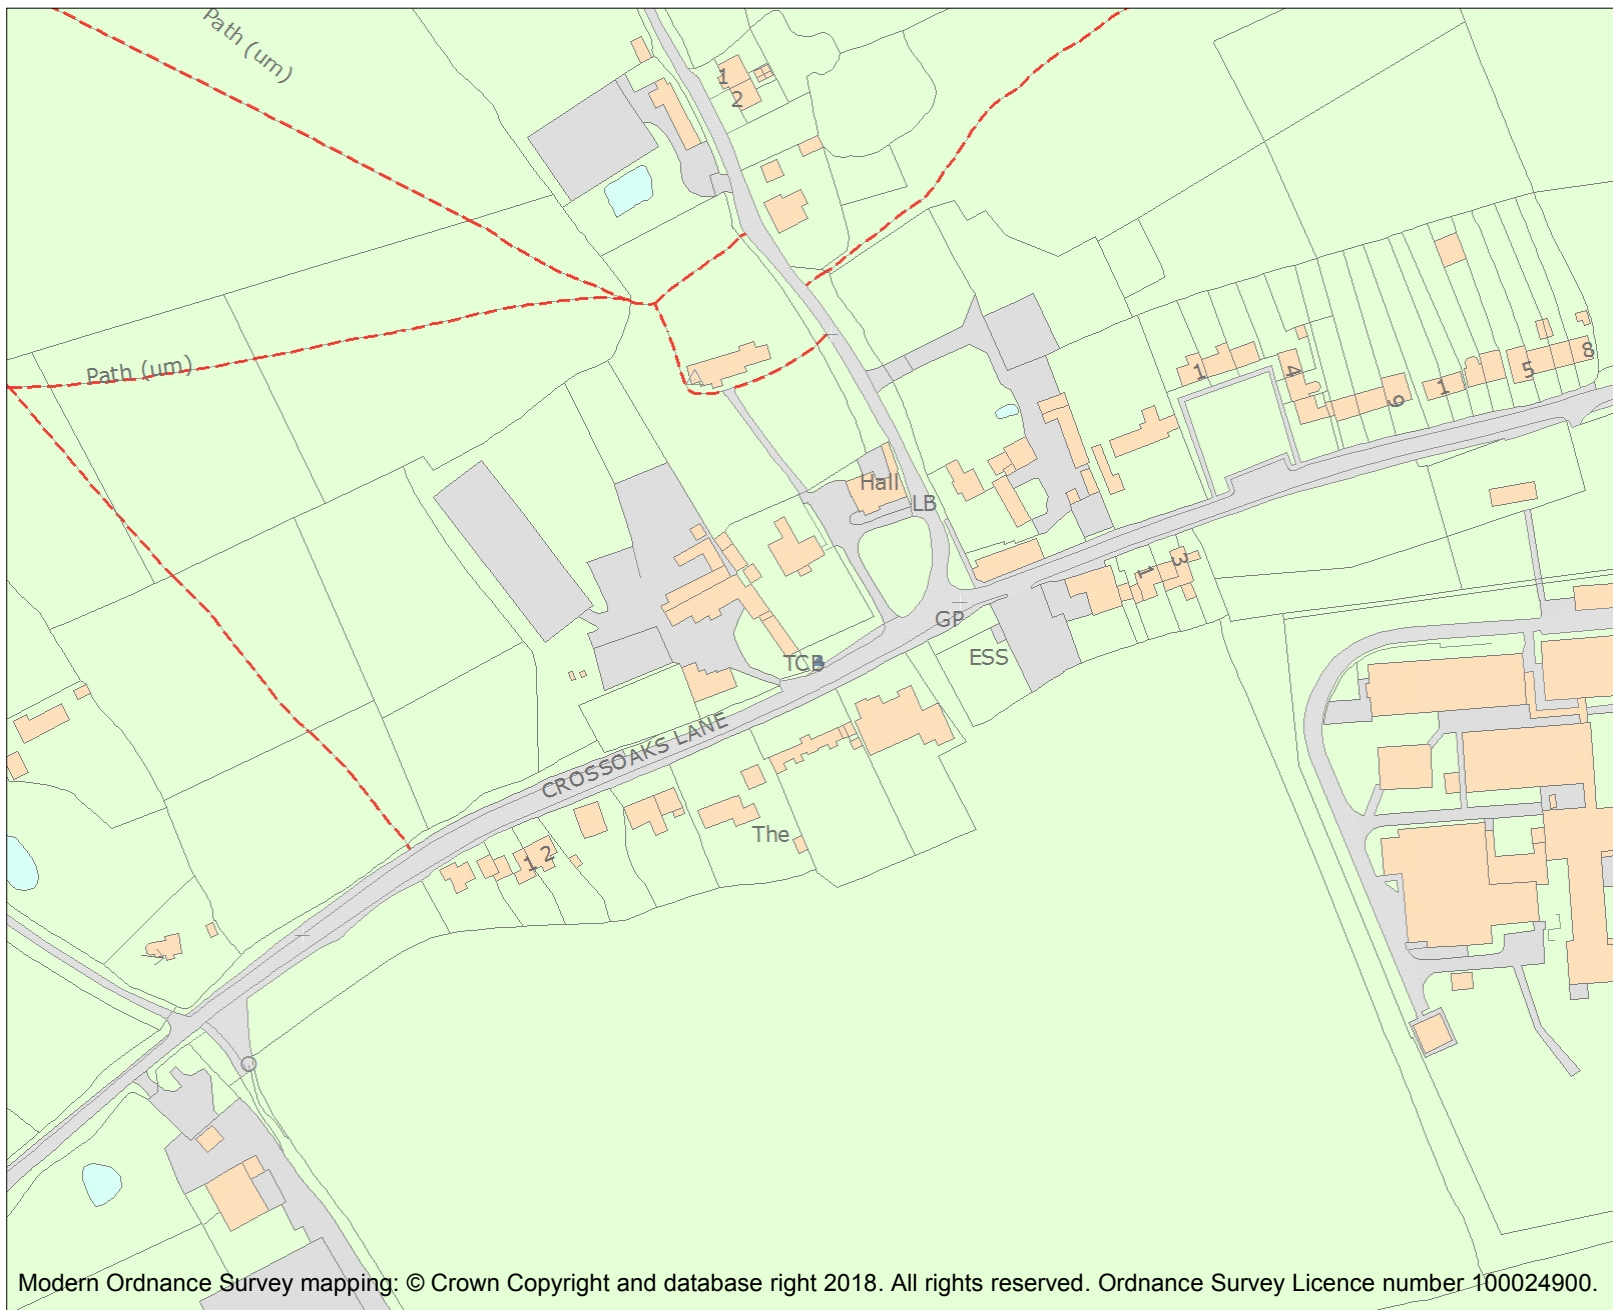 Path (um)
1
2
Path (um)
1
4
9
1
5
8
Hall
LB
1
3
GP
ESS
TCB
CROSSOAKS LANE
The
1 2
Modern Ordnance Survey mapping: © Crown Copyright and database right 2018. All rights reserved. Ordnance Survey Licence number 100024900.